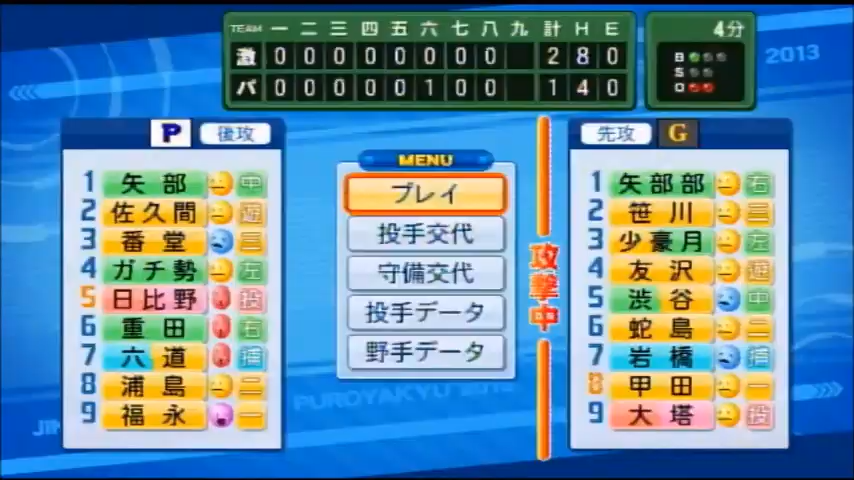 TEAM 一 二 三 四 五 六 七 八 九 計 H E
激 0 0 0 0 0 0 0 0 2 8 0
パ 0 0 0 0 0 1 0 0 1 4 0
4分
B
S
O
2013
P 後攻
1 矢部 中
2 佐久間 遊
3 番堂 三
4 ガチ勢 左
5 日比野 投
6 重田 右
7 六道 捕
8 浦島 二
9 福永 一
MENU
プレイ
投手交代
守備交代
投手データ
野手データ
攻撃中
先攻 G
1 矢部部 右
2 笹川 三
3 少豪月 左
4 友沢 遊
5 渋谷 中
6 蛇島 二
7 岩橋 捕
8 甲田 一
9 大塔 投